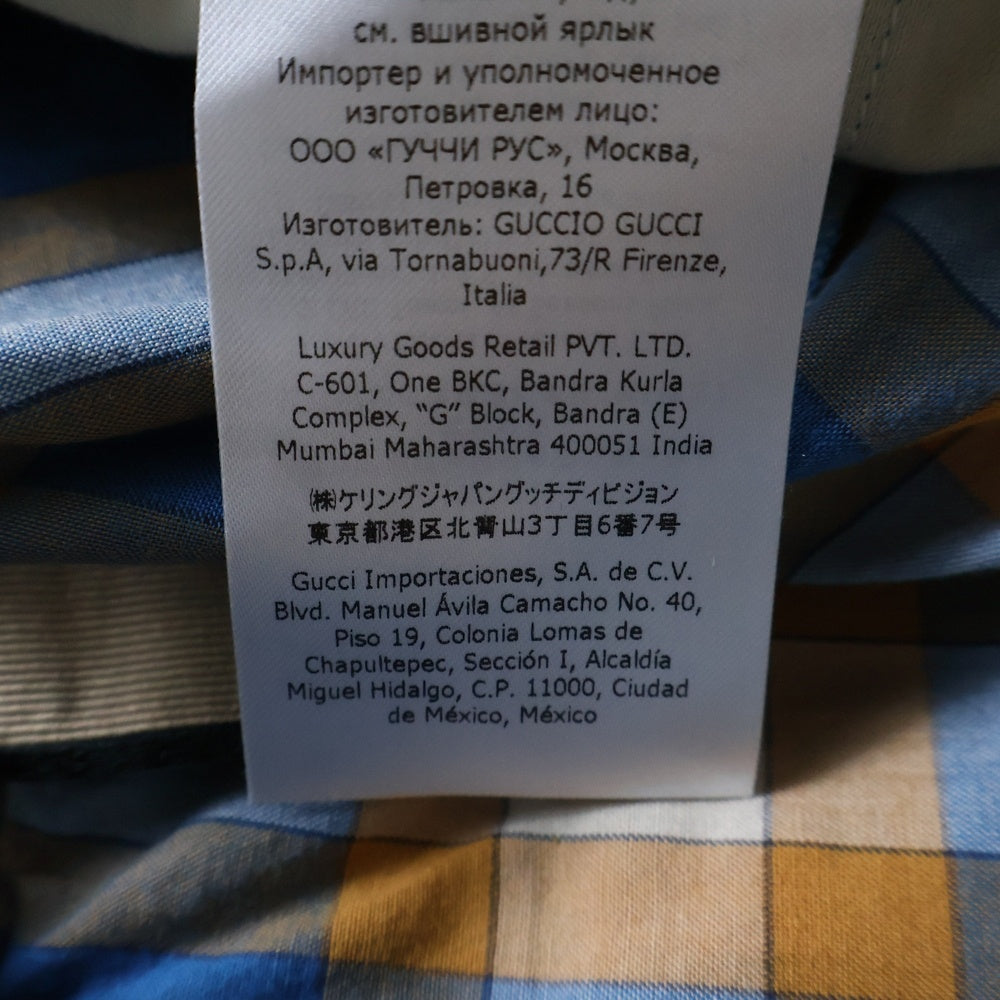 см. вшивной ярлык
Импортер и уполномоченное
изготовителем лицо:
ООО «ГУЧЧИ РУС», Москва,
Петровка, 16
Изготовитель: GUCCIO GUCCI
S.p.A, via Tornabuoni,73/R Firenze,
Italia
Luxury Goods Retail PVT. LTD.
C-601, One BKC, Bandra Kurla
Complex, “G” Block, Bandra (E)
Mumbai Maharashtra 400051 India
㈱ケリングジャパングッチディビジョン
東京都港区北青山3丁目6番7号
Gucci Importaciones, S.A. de C.V.
Blvd. Manuel Ávila Camacho No. 40,
Piso 19, Colonia Lomas de
Chapultepec, Sección I, Alcaldía
Miguel Hidalgo, C.P. 11000, Ciudad
de México, México